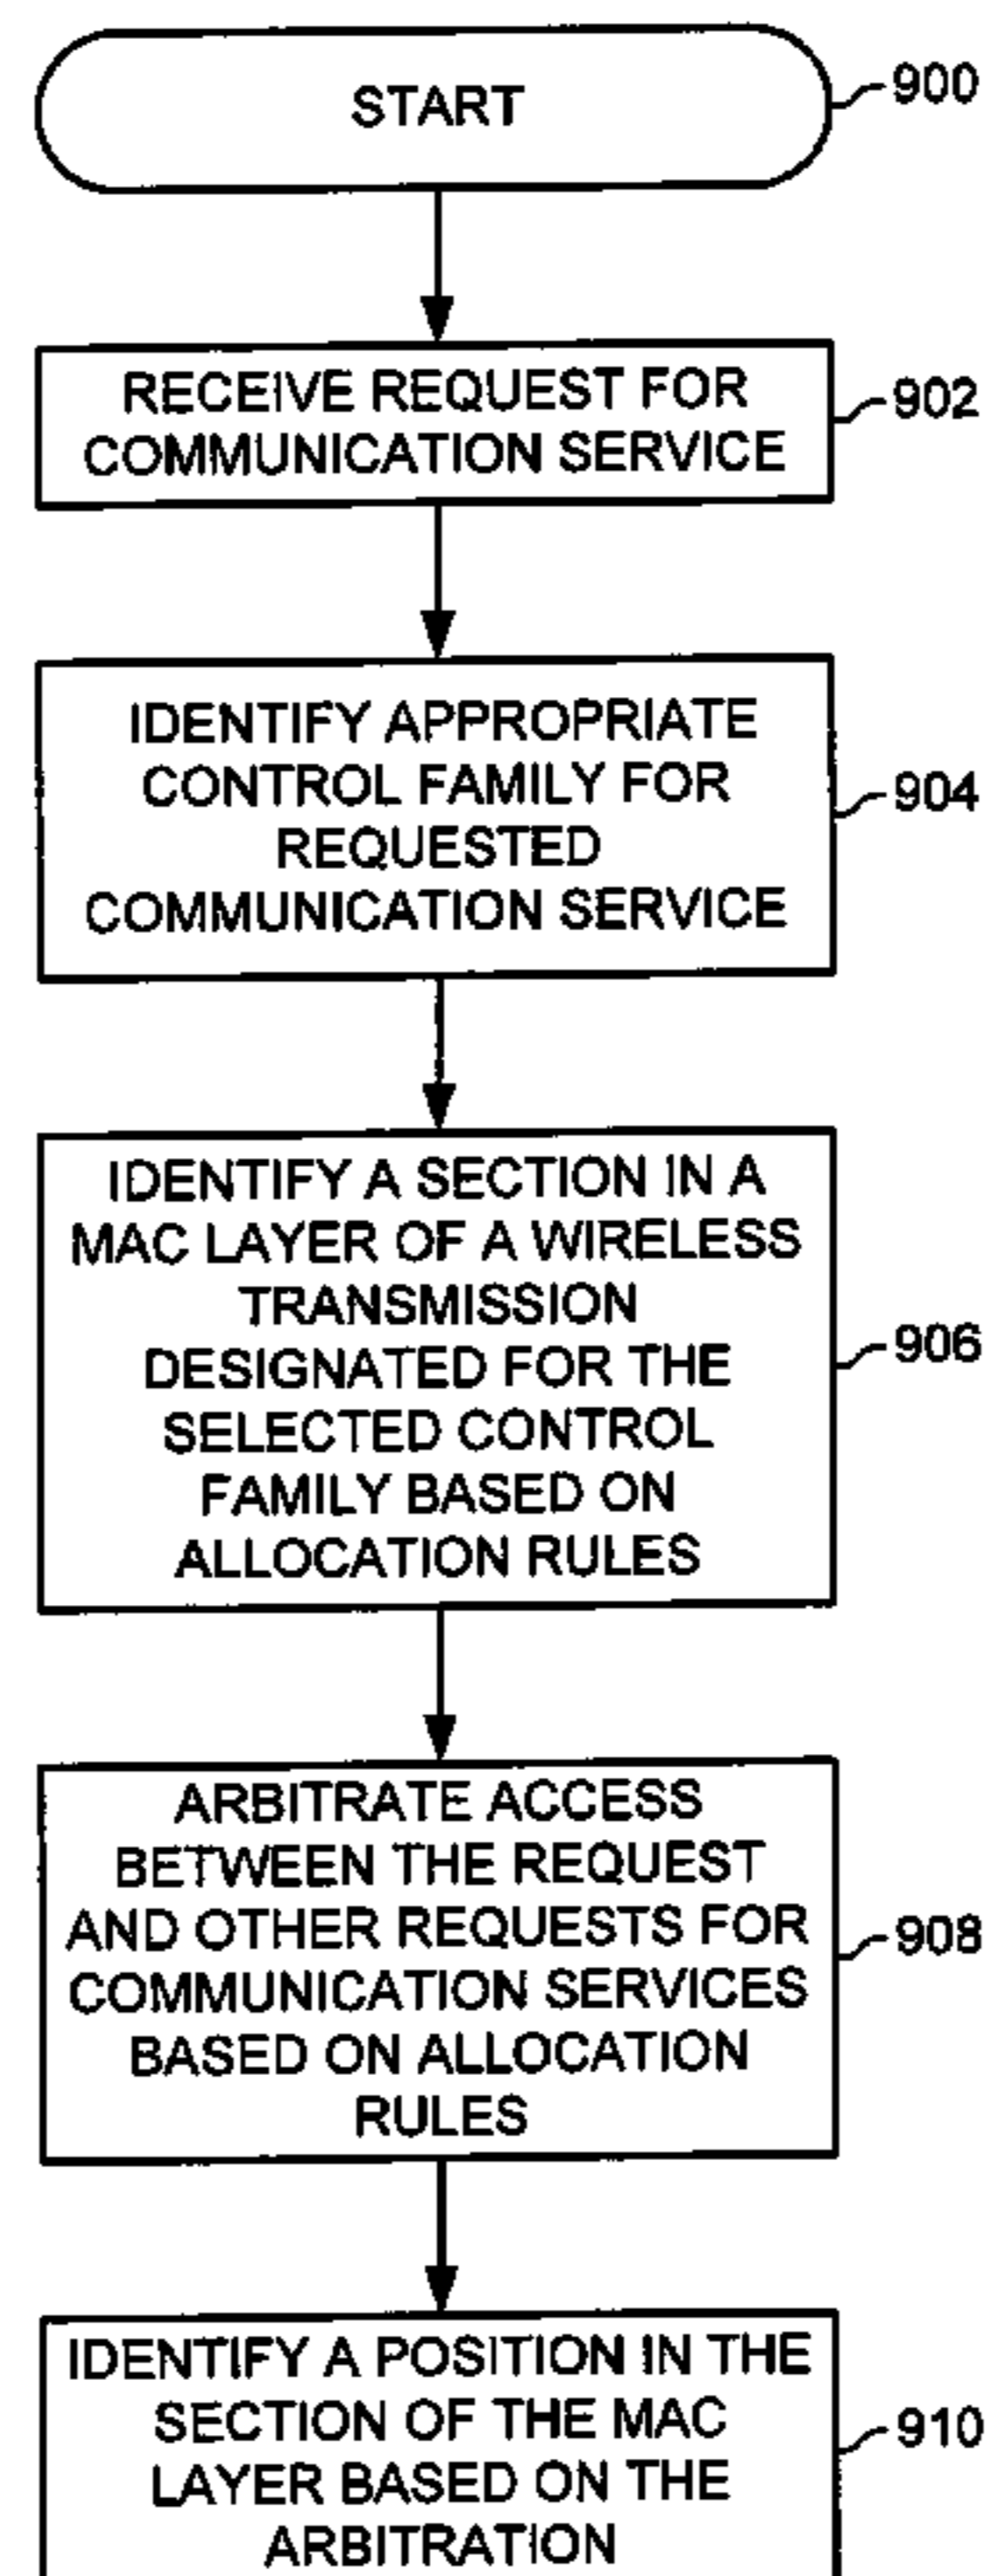 START
900
RECEIVE REQUEST FOR
COMMUNICATION SERVICE
902
IDENTIFY APPROPRIATE
CONTROL FAMILY FOR
REQUESTED
COMMUNICATION SERVICE
904
IDENTIFY A SECTION IN A
MAC LAYER OF A WIRELESS
TRANSMISSION
DESIGNATED FOR THE
SELECTED CONTROL
FAMILY BASED ON
ALLOCATION RULES
906
ARBITRATE ACCESS
BETWEEN THE REQUEST
AND OTHER REQUESTS FOR
COMMUNICATION SERVICES
BASED ON ALLOCATION
RULES
908
IDENTIFY A POSITION IN THE
SECTION OF THE MAC
LAYER BASED ON THE
ARBITRATION
910